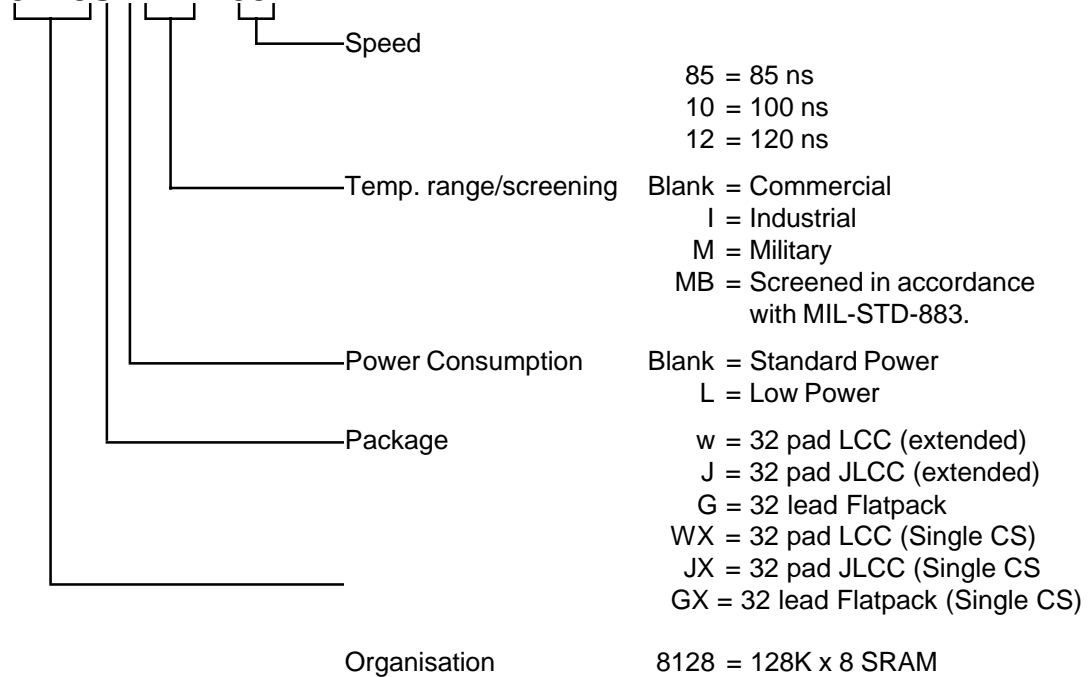 Speed
85 = 85 ns
10 = 100 ns
12 = 120 ns
Temp. range/screening Blank = Commercial
I = Industrial
M = Military
MB = Screened in accordance
with MIL-STD-883.
Power Consumption Blank = Standard Power
L = Low Power
Package w = 32 pad LCC (extended)
J = 32 pad JLCC (extended)
G = 32 lead Flatpack
WX = 32 pad LCC (Single CS)
JX = 32 pad JLCC (Single CS
GX = 32 lead Flatpack (Single CS)
Organisation 8128 = 128K x 8 SRAM